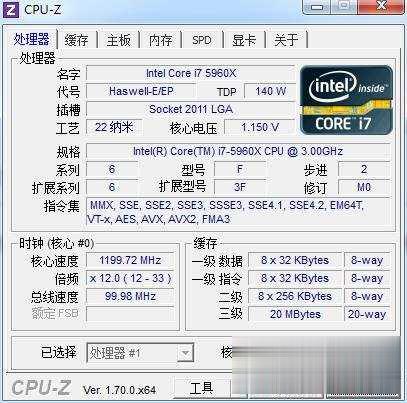 CPU-Z
处理器 缓存 主板 内存 SPD 显卡 关于
处理器
名字 Intel Core i7 5960X
代号 Haswell-E/EP TDP 140 W
插槽 Socket 2011 LGA
工艺 22 纳米 核心电压 1.150 V
intel inside™
CORE™ i7
规格 Intel(R) Core(TM) i7-5960X CPU @ 3.00GHz
系列 6 型号 F 步进 2
扩展系列 6 扩展型号 3F 修订 M0
指令集 MMX, SSE, SSE2, SSE3, SSSE3, SSE4.1, SSE4.2, EM64T,
VT-x, AES, AVX, AVX2, FMA3
时钟 (核心 #0) 缓存
核心速度 1199.72 MHz 一级 数据 8 x 32 KBytes 8-way
倍频 x 12.0 ( 12 - 33 ) 一级 指令 8 x 32 KBytes 8-way
总线速度 99.98 MHz 二级 8 x 256 KBytes 8-way
额定 FSB 三级 20 MBytes 20-way
已选择 处理器 #1
CPU-Z Ver. 1.70.0.x64 工具